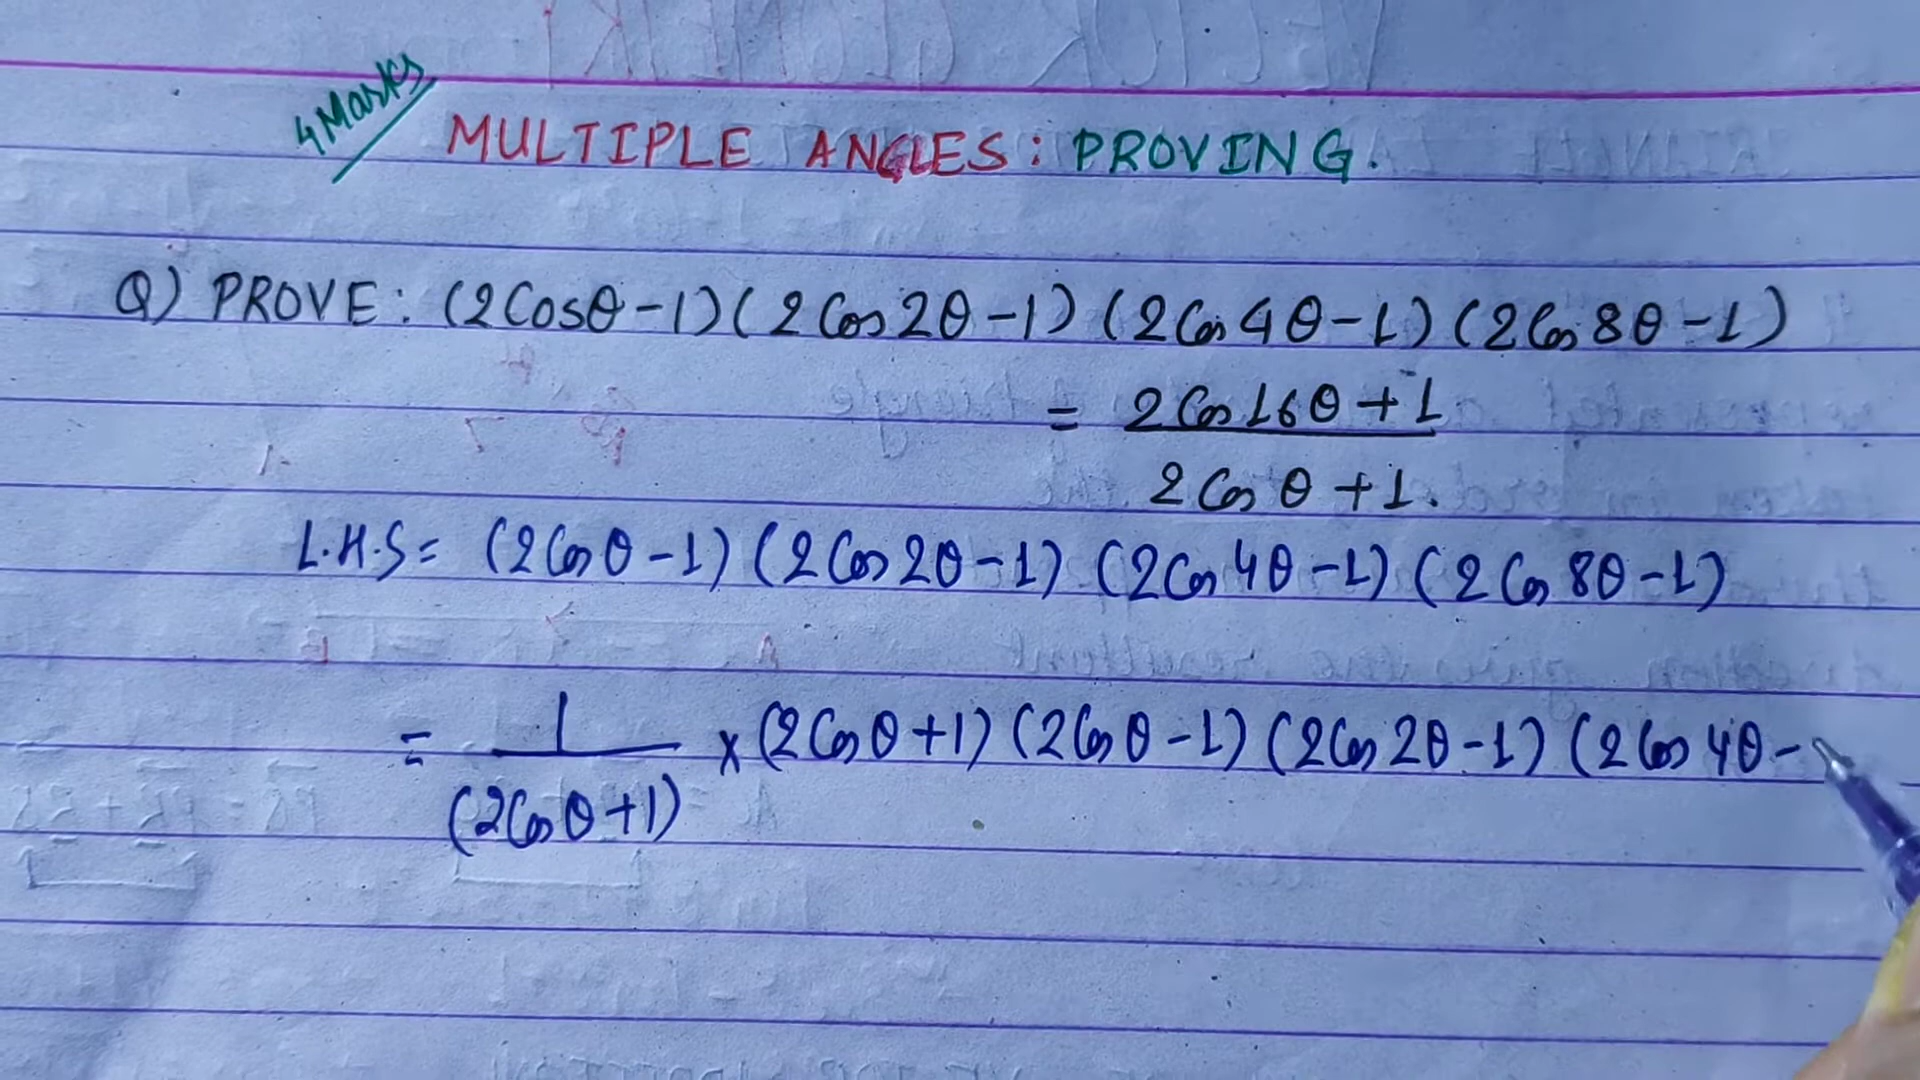 4 Marks
MULTIPLE ANGLES: PROVING.
Q) PROVE: (2Cosθ-1)(2Cos2θ-1)(2Cos4θ-1)(2Cos8θ-1)
= 2Cos16θ+1
2Cosθ+1.
L.H.S = (2Cosθ-1)(2Cos2θ-1)(2Cos4θ-1)(2Cos8θ-1)
= 1/(2Cosθ+1) × (2Cosθ+1)(2Cosθ-1)(2Cos2θ-1)(2Cos4θ-